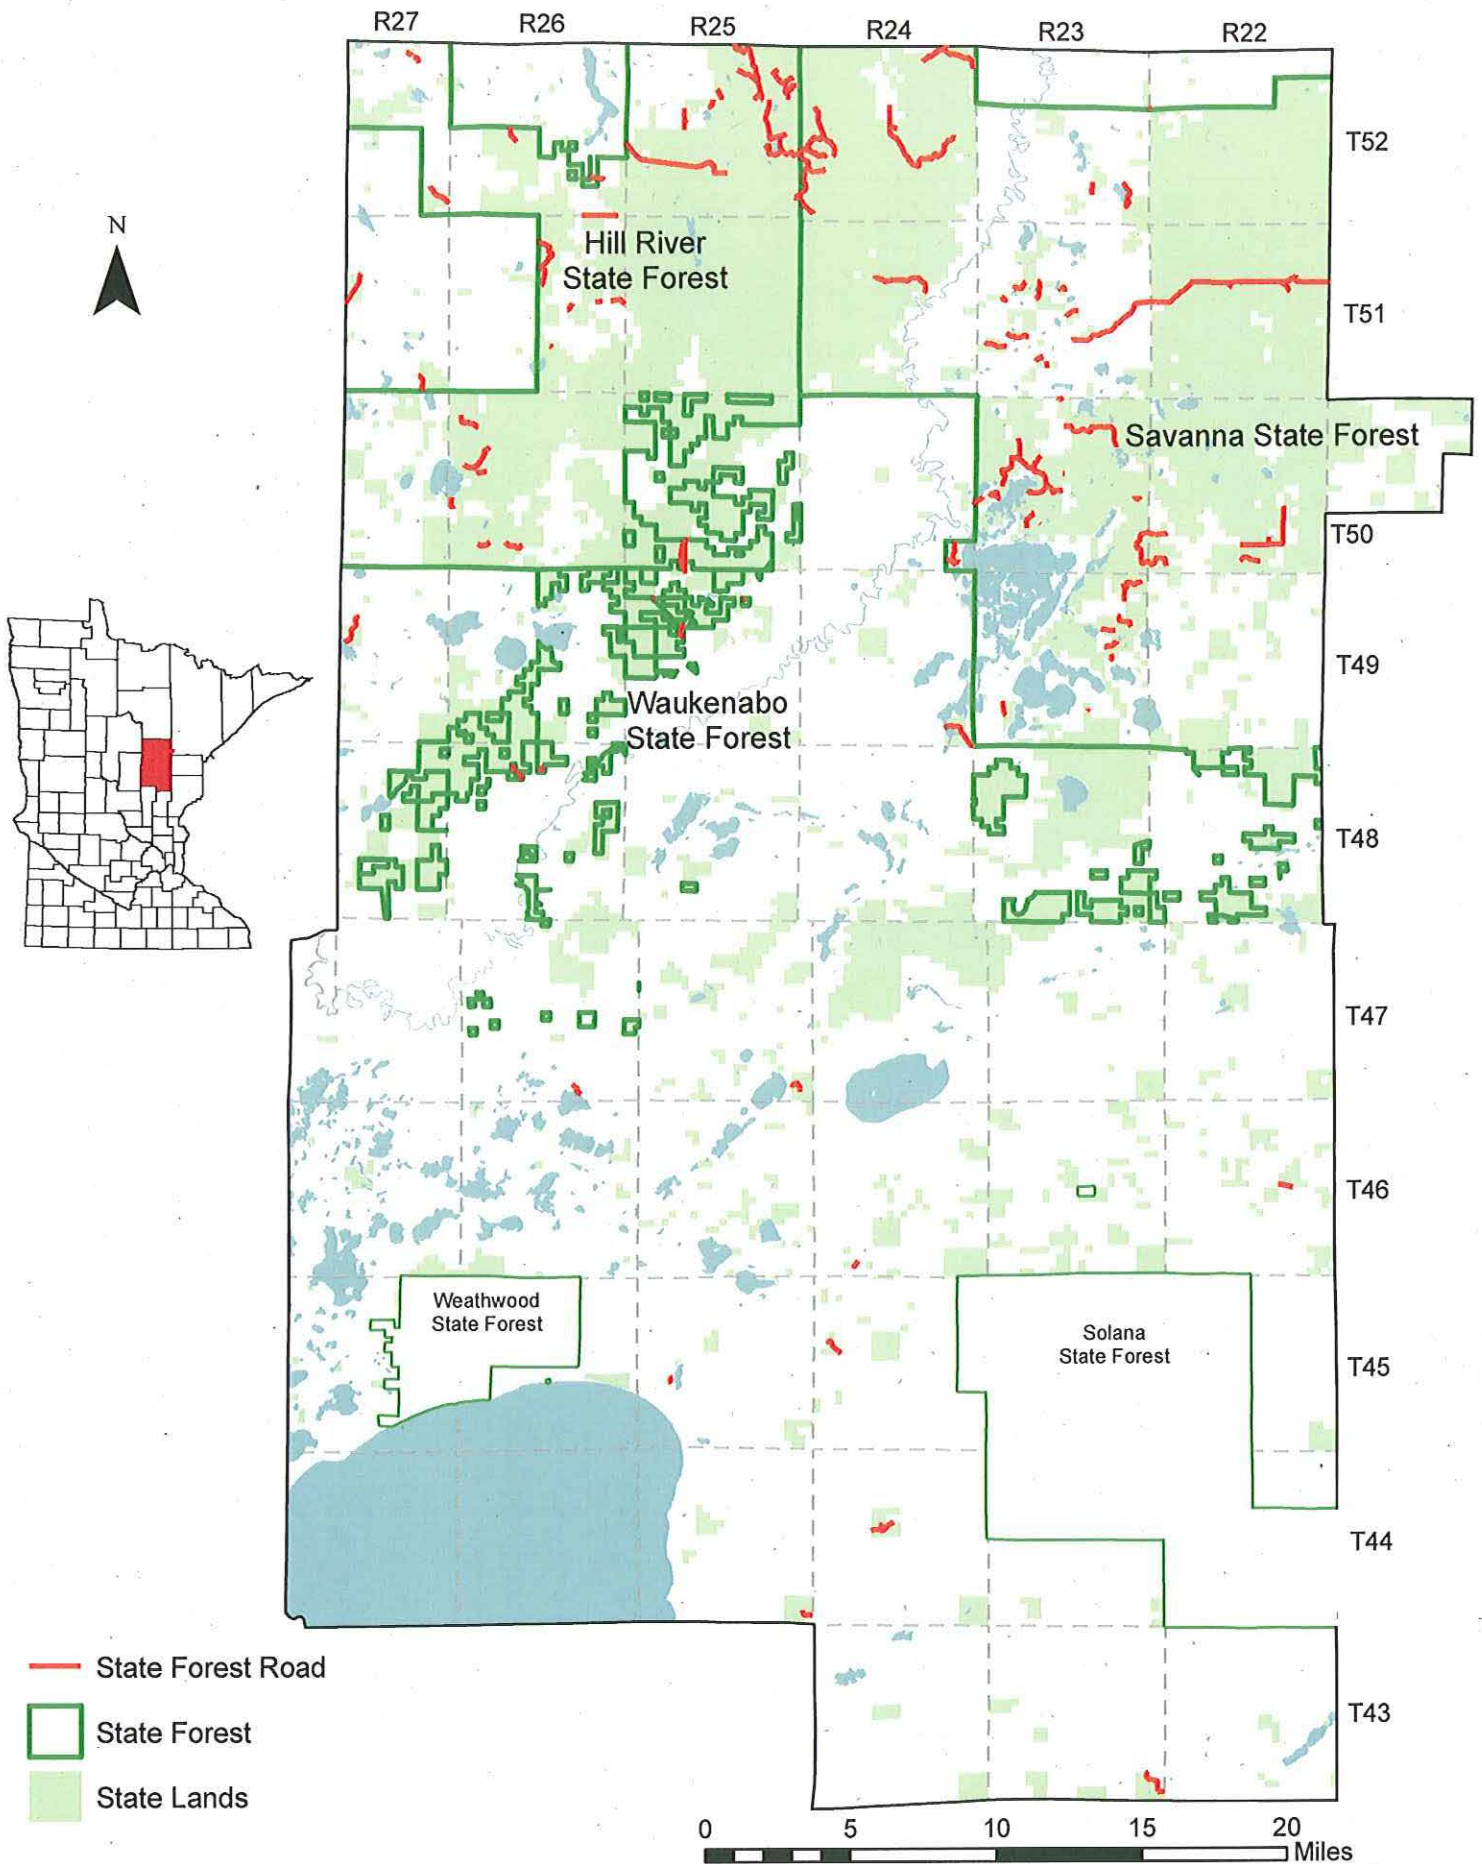 R27 R26 R25 R24 R23 R22
T52
N
Hill River
State Forest
T51
Savanna State Forest
T50
T49
Waukenabo
State Forest
T48
T47
T46
Weathwood
State Forest
Solana
State Forest
T45
T44
State Forest Road
State Forest
T43
State Lands
0 5 10 15 20
Miles